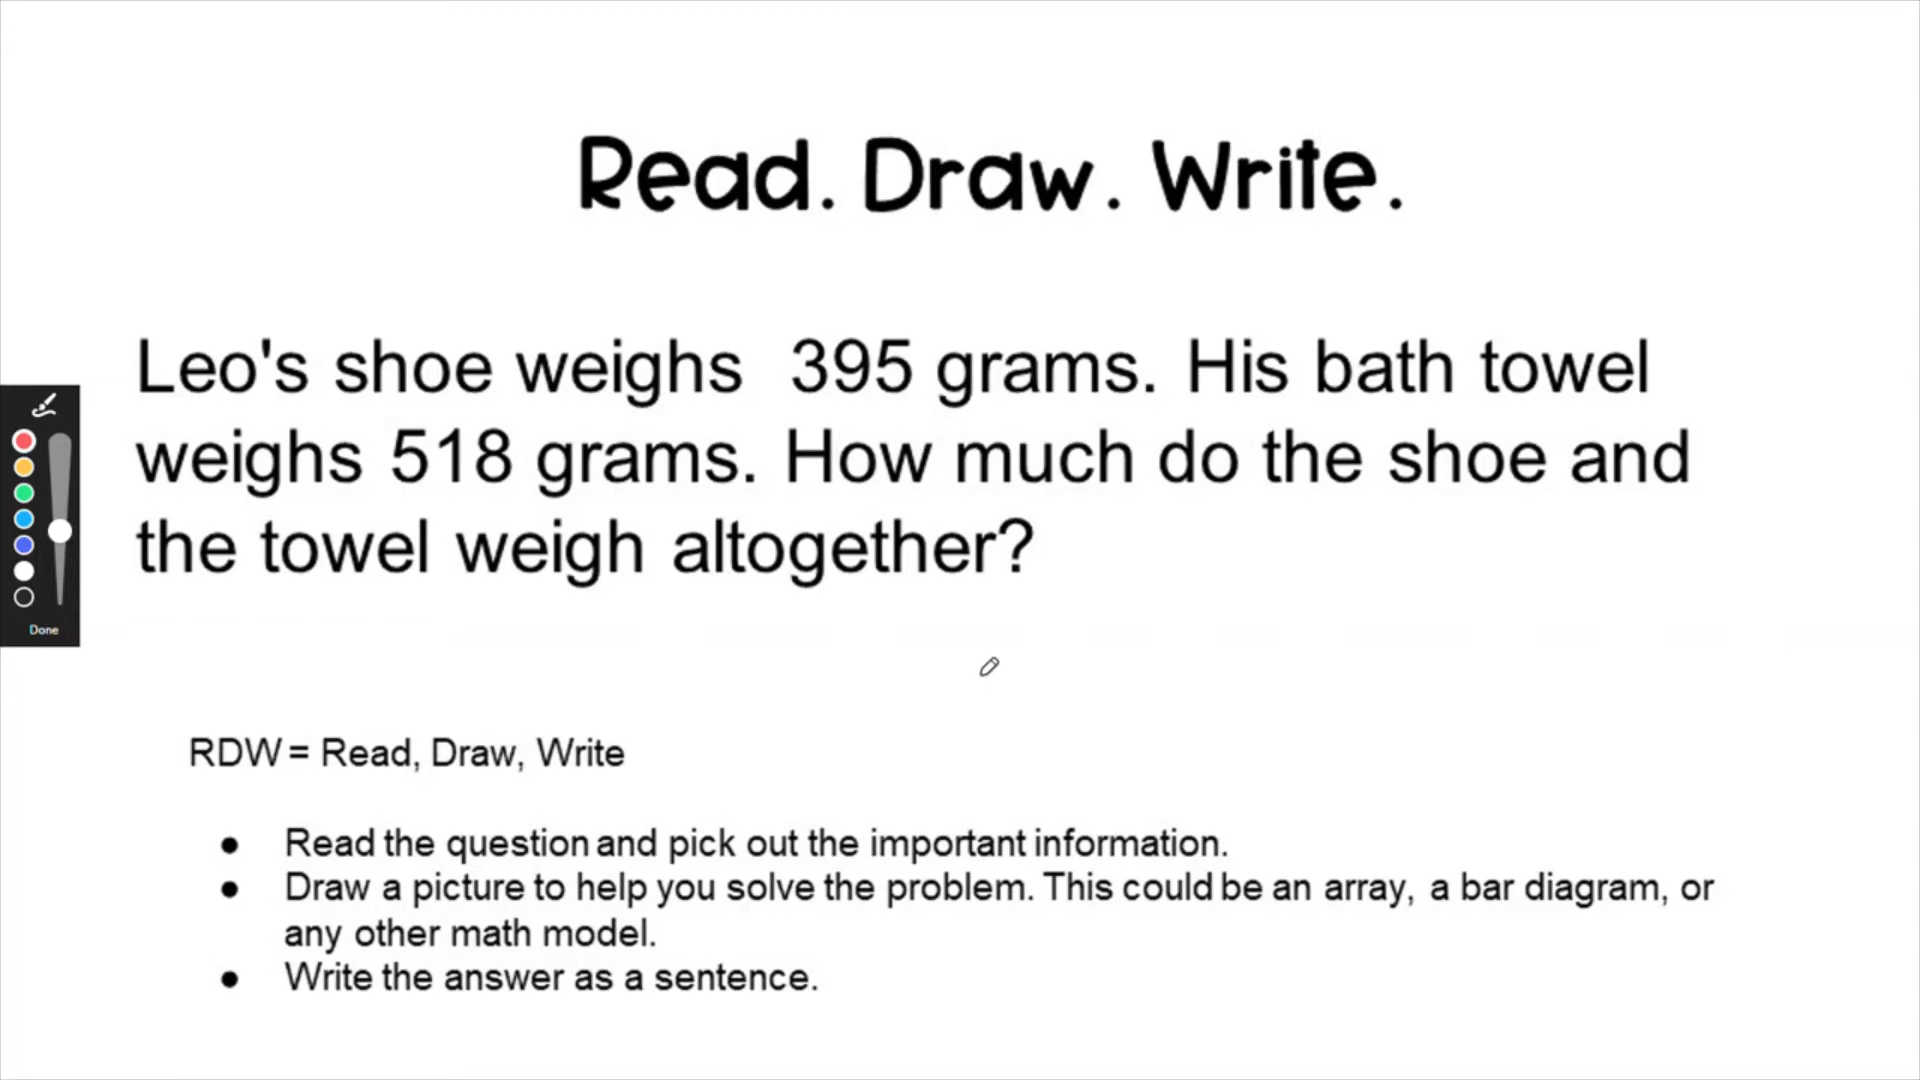 Read. Draw. Write.
Leo's shoe weighs 395 grams. His bath towel
weighs 518 grams. How much do the shoe and
the towel weigh altogether?
Done
RDW = Read, Draw, Write
● Read the question and pick out the important information.
● Draw a picture to help you solve the problem. This could be an array, a bar diagram, or
any other math model.
● Write the answer as a sentence.